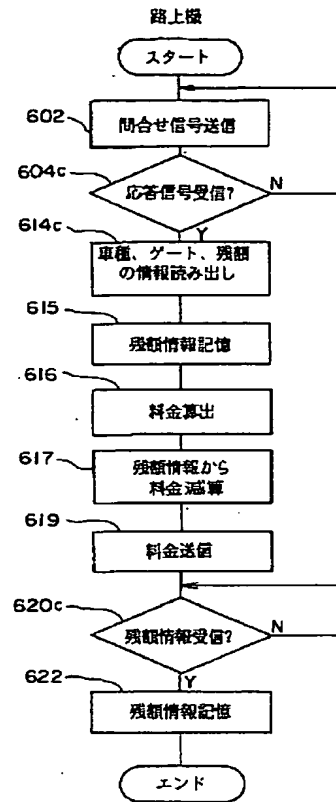 路上機
スタート
602
問合せ信号送信
604c
応答信号受信?
N
614c
Y
車種、ゲート、残額
の情報読み出し
615
残額情報記憶
616
料金算出
617
残額情報から
料金減算
619
料金送信
620c
残額情報受信?
N
622
Y
残額情報記憶
エンド